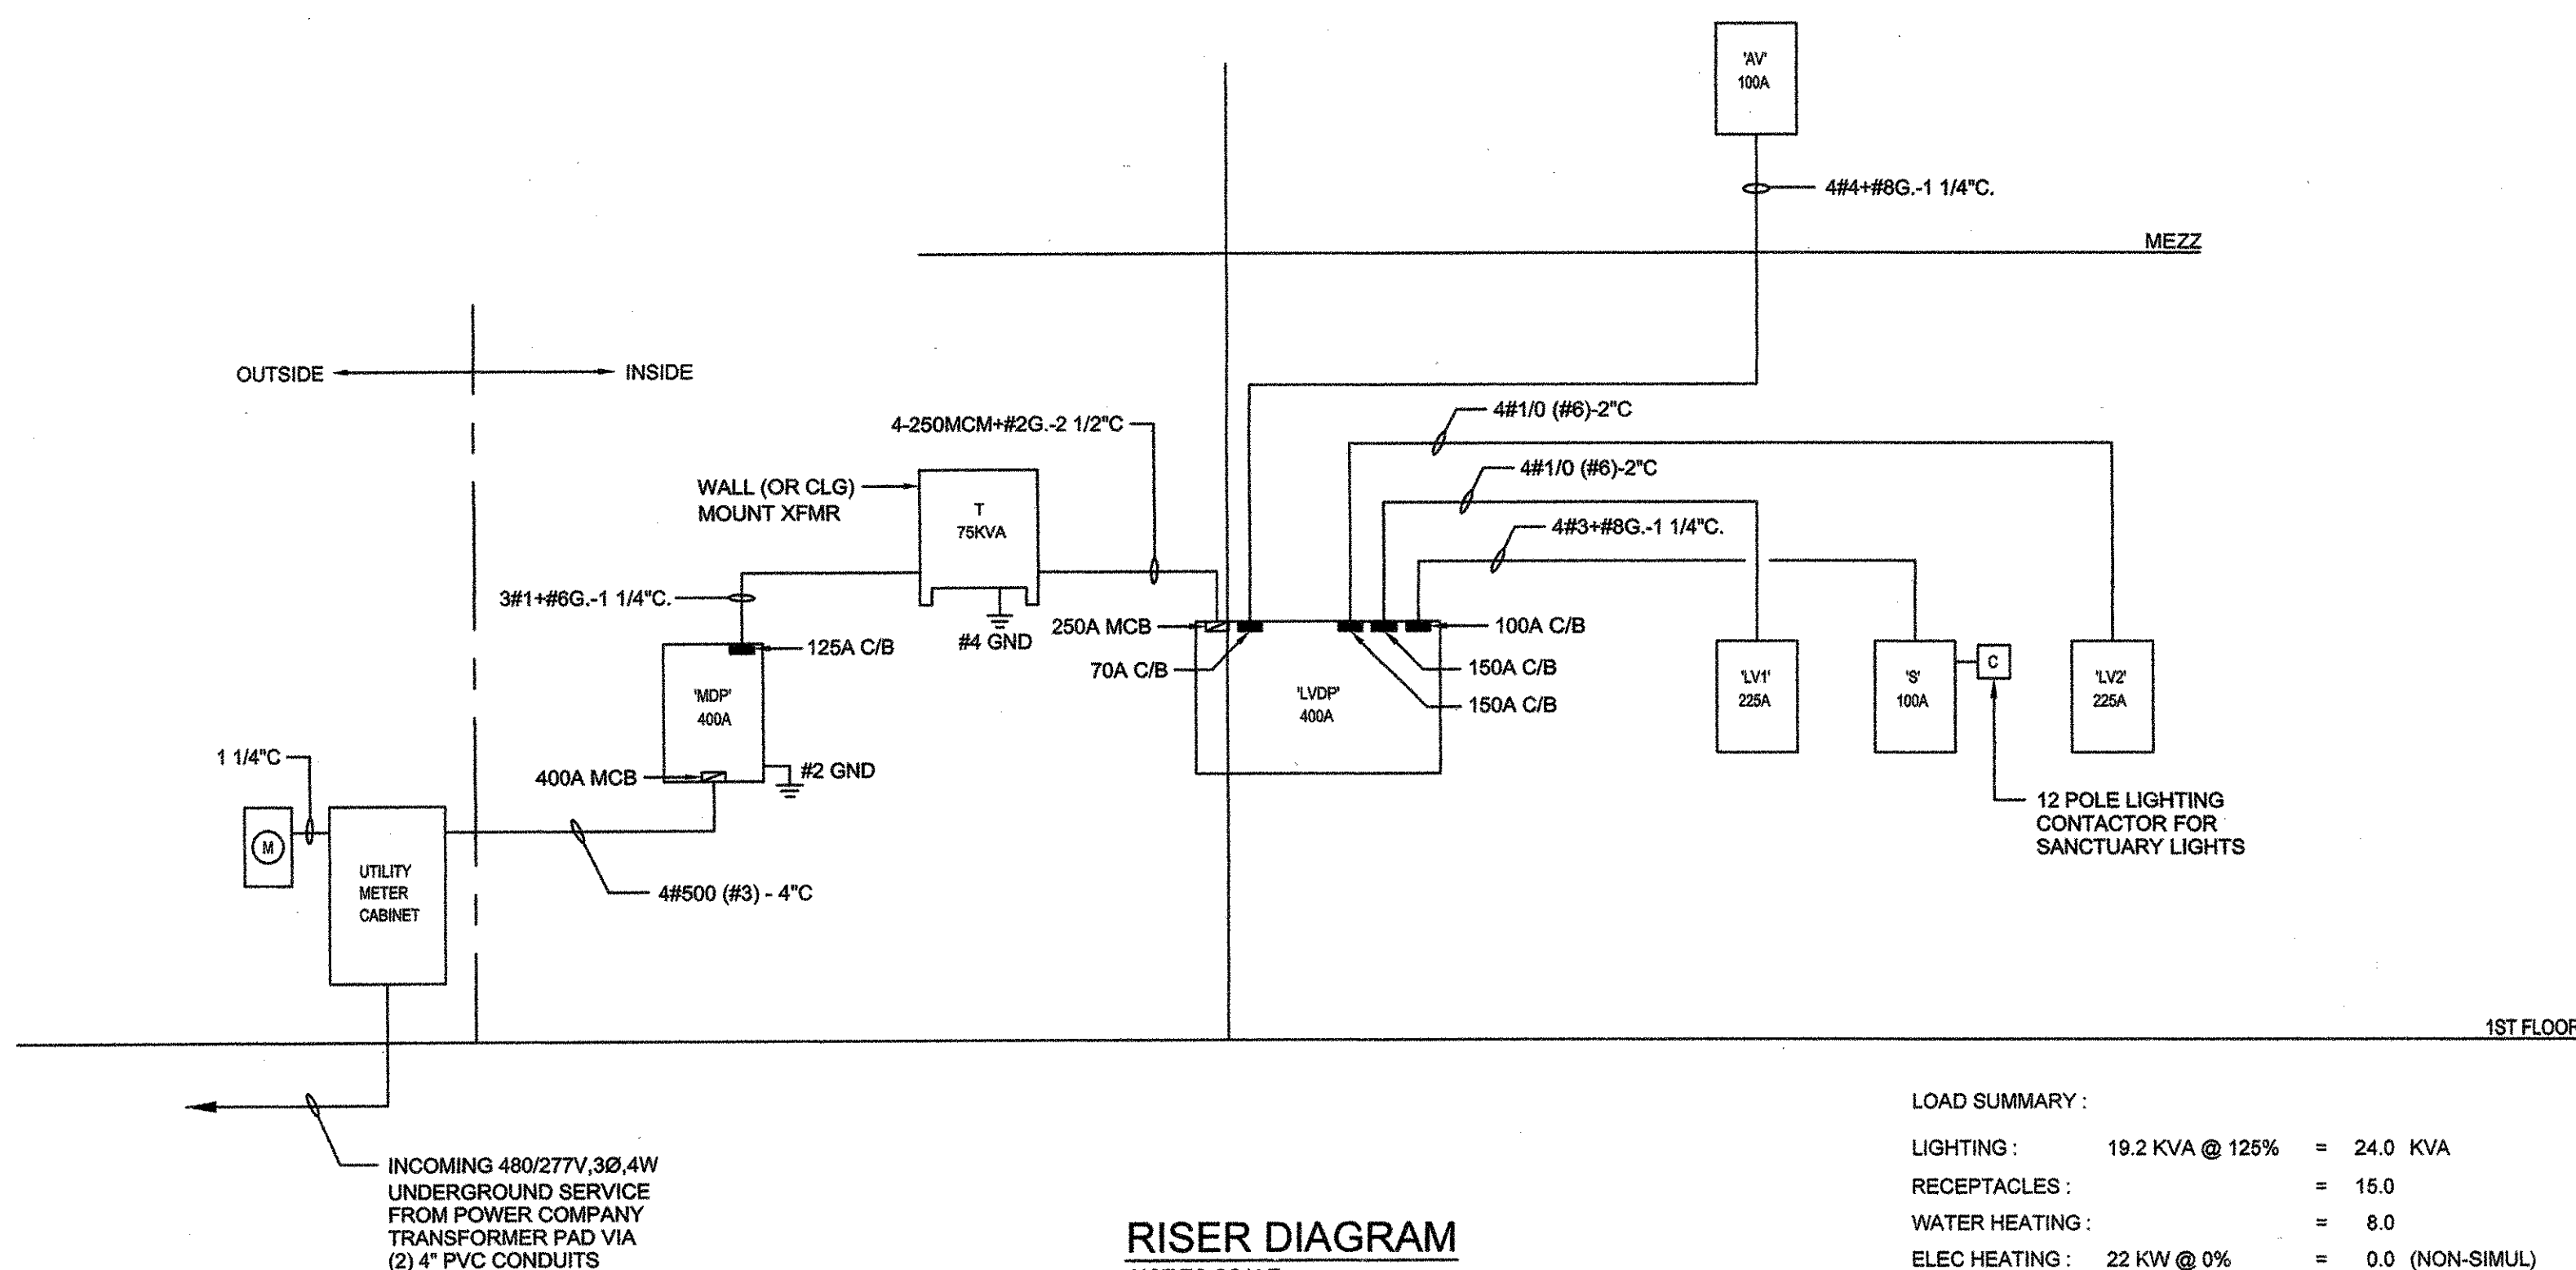 'AV'
100A
4#4+#8G.-1 1/4"C.
MEZZ
OUTSIDE
INSIDE
4-250MCM+#2G.-2 1/2"C
4#1/0 (#6)-2"C
4#1/0 (#6)-2"C
4#3+#8G.-1 1/4"C.
WALL (OR CLG)
MOUNT XFMR
T
75KVA
3#1+#6G.-1 1/4"C.
#4 GND
250A MCB
70A C/B
100A C/B
150A C/B
150A C/B
125A C/B
'MDP'
400A
'LVDP'
400A
'LV1'
225A
'S'
100A
C
'LV2'
225A
400A MCB
#2 GND
1 1/4"C
M
UTILITY
METER
CABINET
4#500 (#3) - 4"C
12 POLE LIGHTING
CONTACTOR FOR
SANCTUARY LIGHTS
1ST FLOOR
INCOMING 480/277V,3Ø,4W
UNDERGROUND SERVICE
FROM POWER COMPANY
TRANSFORMER PAD VIA
(2) 4" PVC CONDUITS
RISER DIAGRAM
LOAD SUMMARY :
LIGHTING : 19.2 KVA @ 125% = 24.0 KVA
RECEPTACLES : = 15.0
WATER HEATING : = 8.0
ELEC HEATING : 22 KW @ 0% = 0.0 (NON-SIMUL)